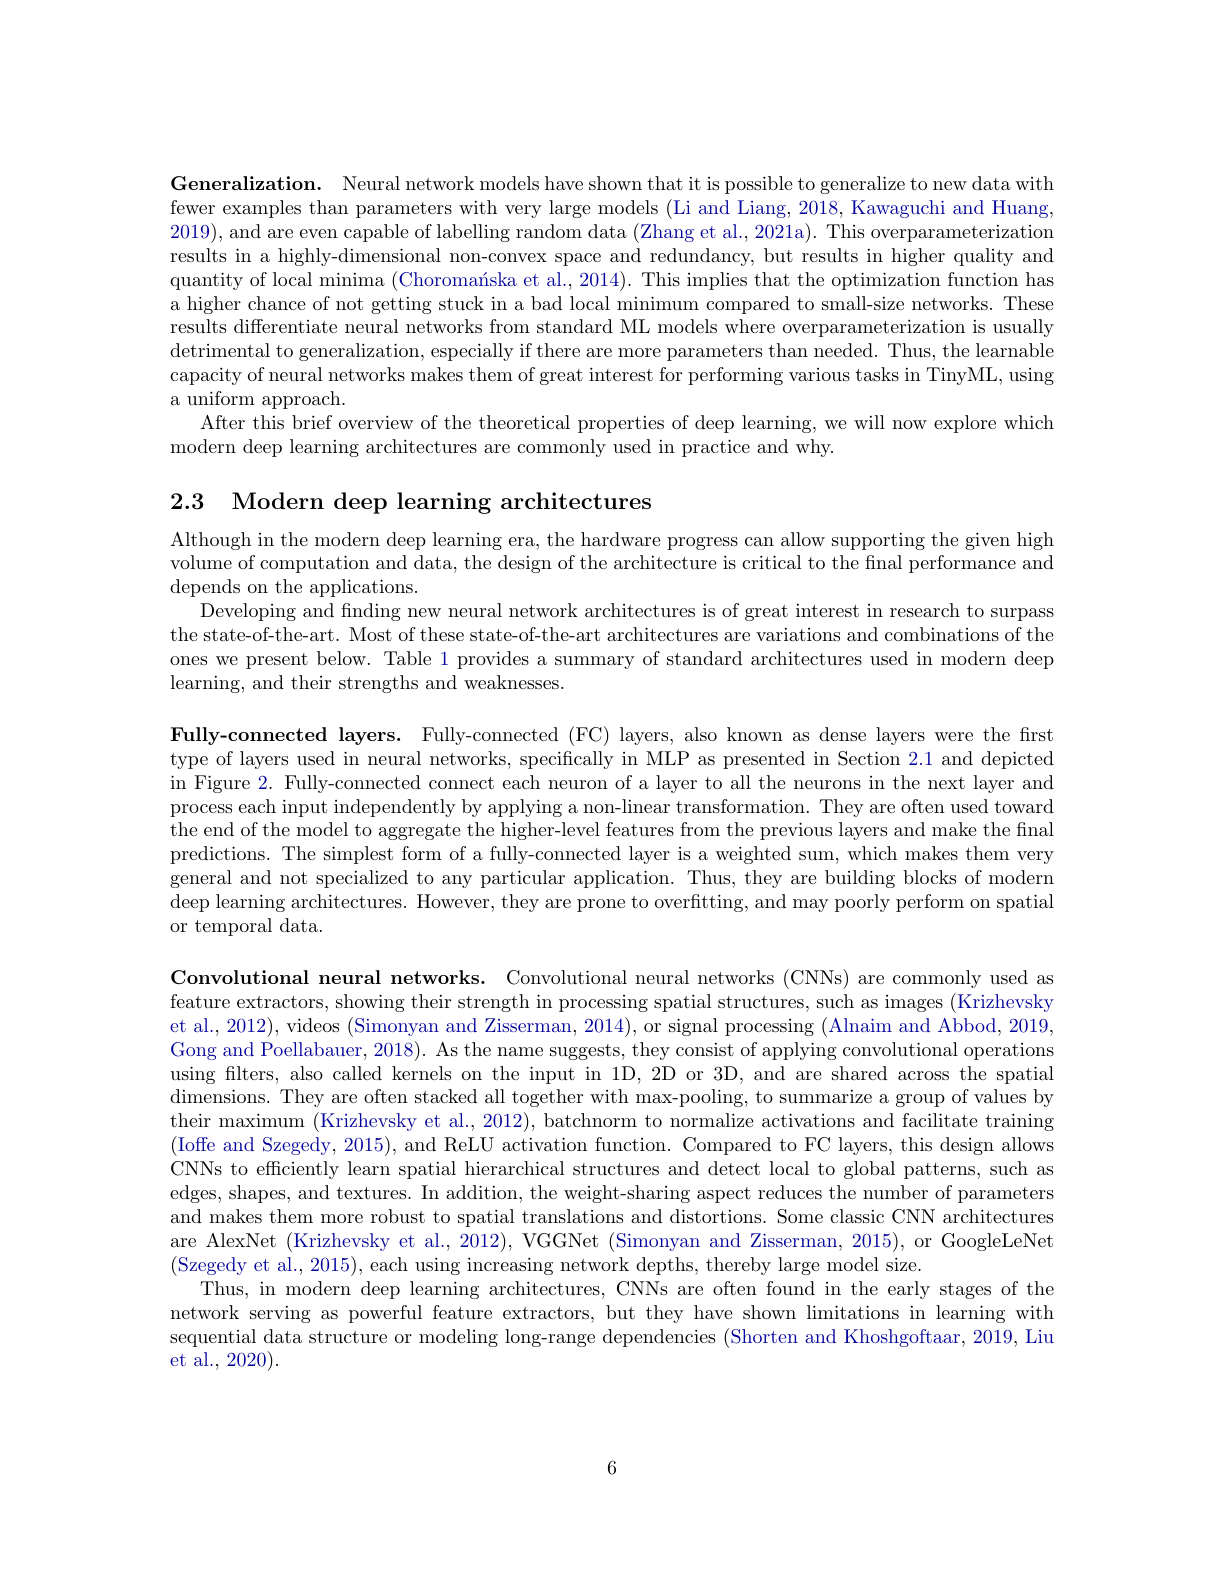 Generalization. Neural network models have shown that it is possible to generalize to new data with
fewer examples than parameters with very large models (Li and Liang, 2018, Kawaguchi and Huang,
2019), and are even capable of labelling random data (Zhang et al., 2021a). This overparameterization
results in a highly-dimensional non-convex space and redundancy, but results in higher quality and
quantity of local minima (Choromańska et al., 2014). This implies that the optimization function has
a higher chance of not getting stuck in a bad local minimum compared to small-size networks. These
results differentiate neural networks from standard ML models where overparameterization is usually
detrimental to generalization, especially if there are more parameters than needed. Thus, the learnable
capacity of neural networks makes them of great interest for performing various tasks in TinyML, using
a uniform approach.
After this brief overview of the theoretical properties of deep learning, we will now explore which
modern deep learning architectures are commonly used in practice and why.
2.3 Modern deep learning architectures
Although in the modern deep learning era, the hardware progress can allow supporting the given high
volume of computation and data, the design of the architecture is critical to the final performance and
depends on the applications.
Developing and finding new neural network architectures is of great interest in research to surpass
the state-of-the-art. Most of these state-of-the-art architectures are variations and combinations of the
ones we present below. Table 1 provides a summary of standard architectures used in modern deep
learning, and their strengths and weaknesses.
Fully-connected layers. Fully-connected (FC) layers, also known as dense layers were the first
type of layers used in neural networks, specifically in MLP as presented in Section 2.1 and depicted
in Figure 2. Fully-connected connect each neuron of a layer to all the neurons in the next layer and
process each input independently by applying a non-linear transformation. They are often used toward
the end of the model to aggregate the higher-level features from the previous layers and make the final
predictions. The simplest form of a fully-connected layer is a weighted sum, which makes them very
general and not specialized to any particular application. Thus, they are building blocks of modern
deep learning architectures. However, they are prone to overfitting, and may poorly perform on spatial
or temporal data.
Convolutional neural networks. Convolutional neural networks (CNNs) are commonly used as
feature extractors, showing their strength in processing spatial structures, such as images (Krizhevsky
et al., 2012), videos (Simonyan and Zisserman, 2014), or signal processing (Alnaim and Abbod, 2019,
Gong and Poellabauer, 2018). As the name suggests, they consist of applying convolutional operations
using filters, also called kernels on the input in 1D, 2D or 3D, and are shared across the spatial
dimensions. They are often stacked all together with max-pooling, to summarize a group of values by
their maximum (Krizhevsky et al., 2012), batchnorm to normalize activations and facilitate training
(Ioffe and Szegedy, 2015), and ReLU activation function. Compared to FC layers, this design allows
CNNs to efficiently learn spatial hierarchical structures and detect local to global patterns, such as
edges, shapes, and textures. In addition, the weight-sharing aspect reduces the number of parameters
and makes them more robust to spatial translations and distortions. Some classic CNN architectures
are AlexNet (Krizhevsky et al., 2012), VGGNet (Simonyan and Zisserman, 2015), or GoogleLeNet
(Szegedy et al., 2015), each using increasing network depths, thereby large model size.
Thus, in modern deep learning architectures, CNNs are often found in the early stages of the
network serving as powerful feature extractors, but they have shown limitations in learning with
sequential data structure or modeling long-range dependencies (Shorten and Khoshgoftaar, 2019, Liu
et al., 2020).
6